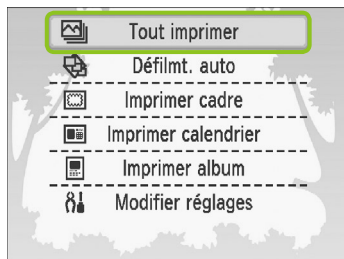 Tout imprimer
Défilmt. auto
Imprimer cadre
Imprimer calendrier
Imprimer album
Modifier réglages